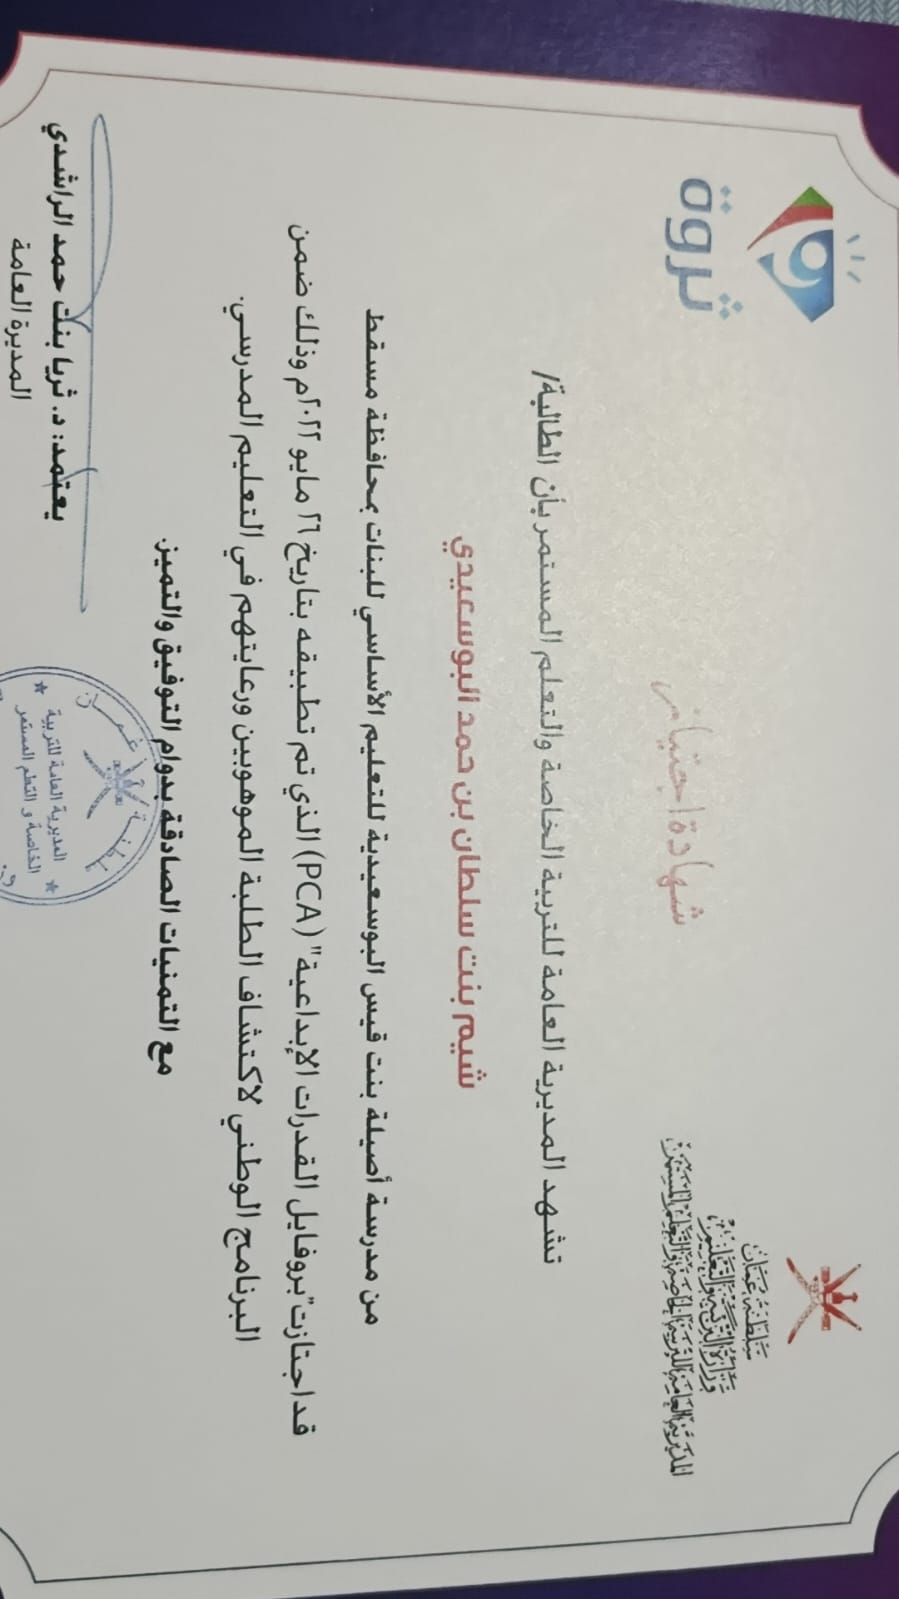 ثروة
سلطنة عمان
وزارة التربية والتعليم
المديرية العامة للتربية الخاصة والتعلم المستمر
شهادة اجتياز
تشهد المديرية العامة للتربية الخاصة والتعلم المستمر بأن الطالبة/
شيم بنت سلطان بن حمد البوسعيدي
من مدرسة أصيلة بنت قيس البوسعيدية للتعليم الأساسي للبنات بمحافظة مسقط
قد اجتازت "بروفايل القدرات الإبداعية" (PCA) الذي تم تطبيقه بتاريخ ٢٦ مايو ٢٠٢٢م وذلك ضمن
البرنامج الوطني لاكتشاف الطلبة الموهوبين ورعايتهم في التعليم المدرسي.
مع التمنيات الصادقة بدوام التوفيق والتميز.
يعتمد: د. ثريا بنت حمد الراشدي
المديرة العامة
سلطنة عمان
المديرية العامة للتربية
الخاصة و التعلم المستمر